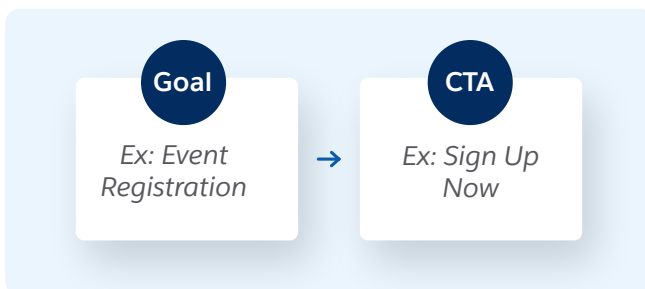 Goal
Ex: Event
Registration
CTA
Ex: Sign Up
Now